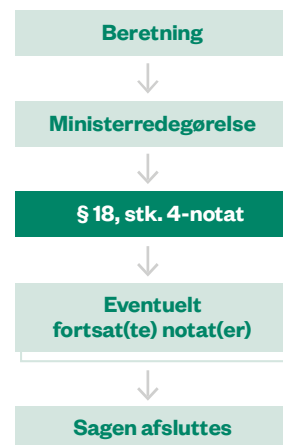 Beretning
Ministerredegørelse
§ 18, stk. 4-notat
Eventuelt
fortsat(te) notat(er)
Sagen afsluttes